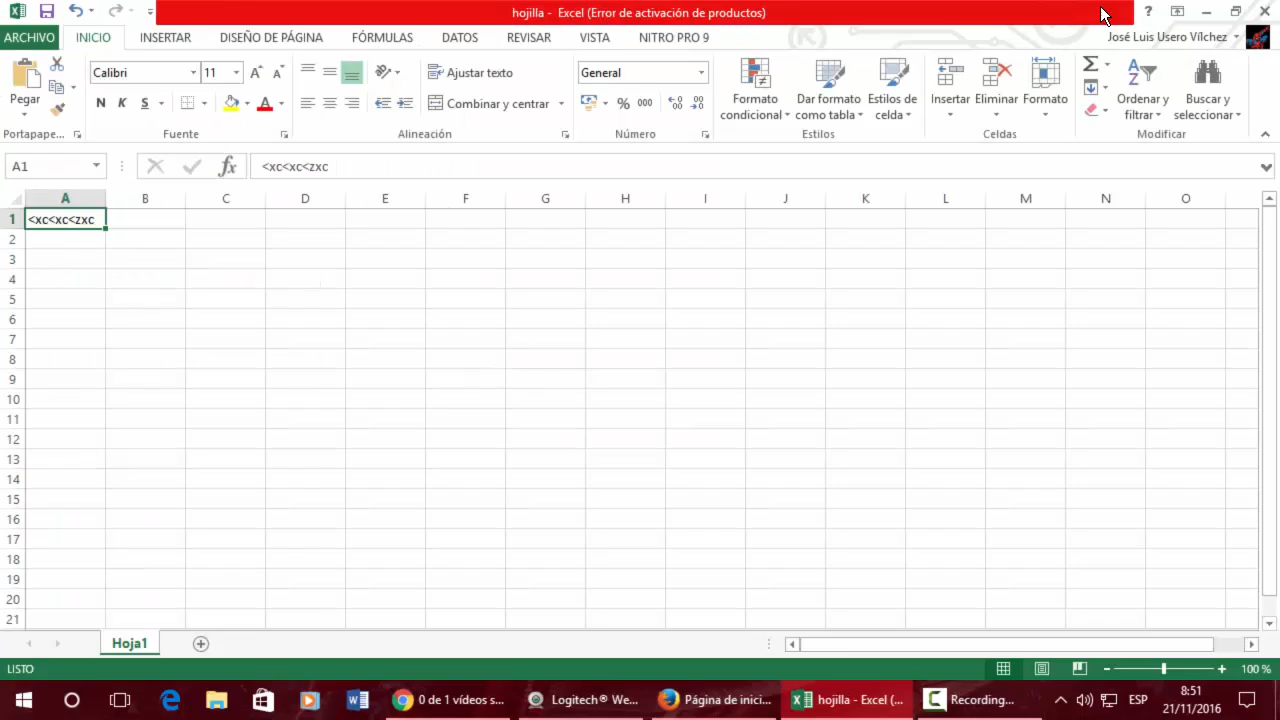 hojilla - Excel (Error de activación de productos)
?
ARCHIVO INICIO INSERTAR DISEÑO DE PÁGINA FÓRMULAS DATOS REVISAR VISTA NITRO PRO 9 José Luis Usero Vílchez
Pegar
Calibri 11
N K S
Ajustar texto
Combinar y centrar
General
% 000
Formato condicional
Dar formato como tabla
Estilos de celda
Insertar Eliminar Formato
Ordenar y filtrar
Buscar y seleccionar
Portapape... Fuente Alineación Número Estilos Celdas Modificar
A1 fx <xc<xc<zxc
A B C D E F G H I J K L M N O
1 <xc<xc<zxc
2
3
4
5
6
7
8
9
10
11
12
13
14
15
16
17
18
19
20
21
Hoja1
LISTO 100 %
0 de 1 vídeos s... Logitech® We... Página de inici... hojilla - Excel (... Recording... ESP 8:51
21/11/2016